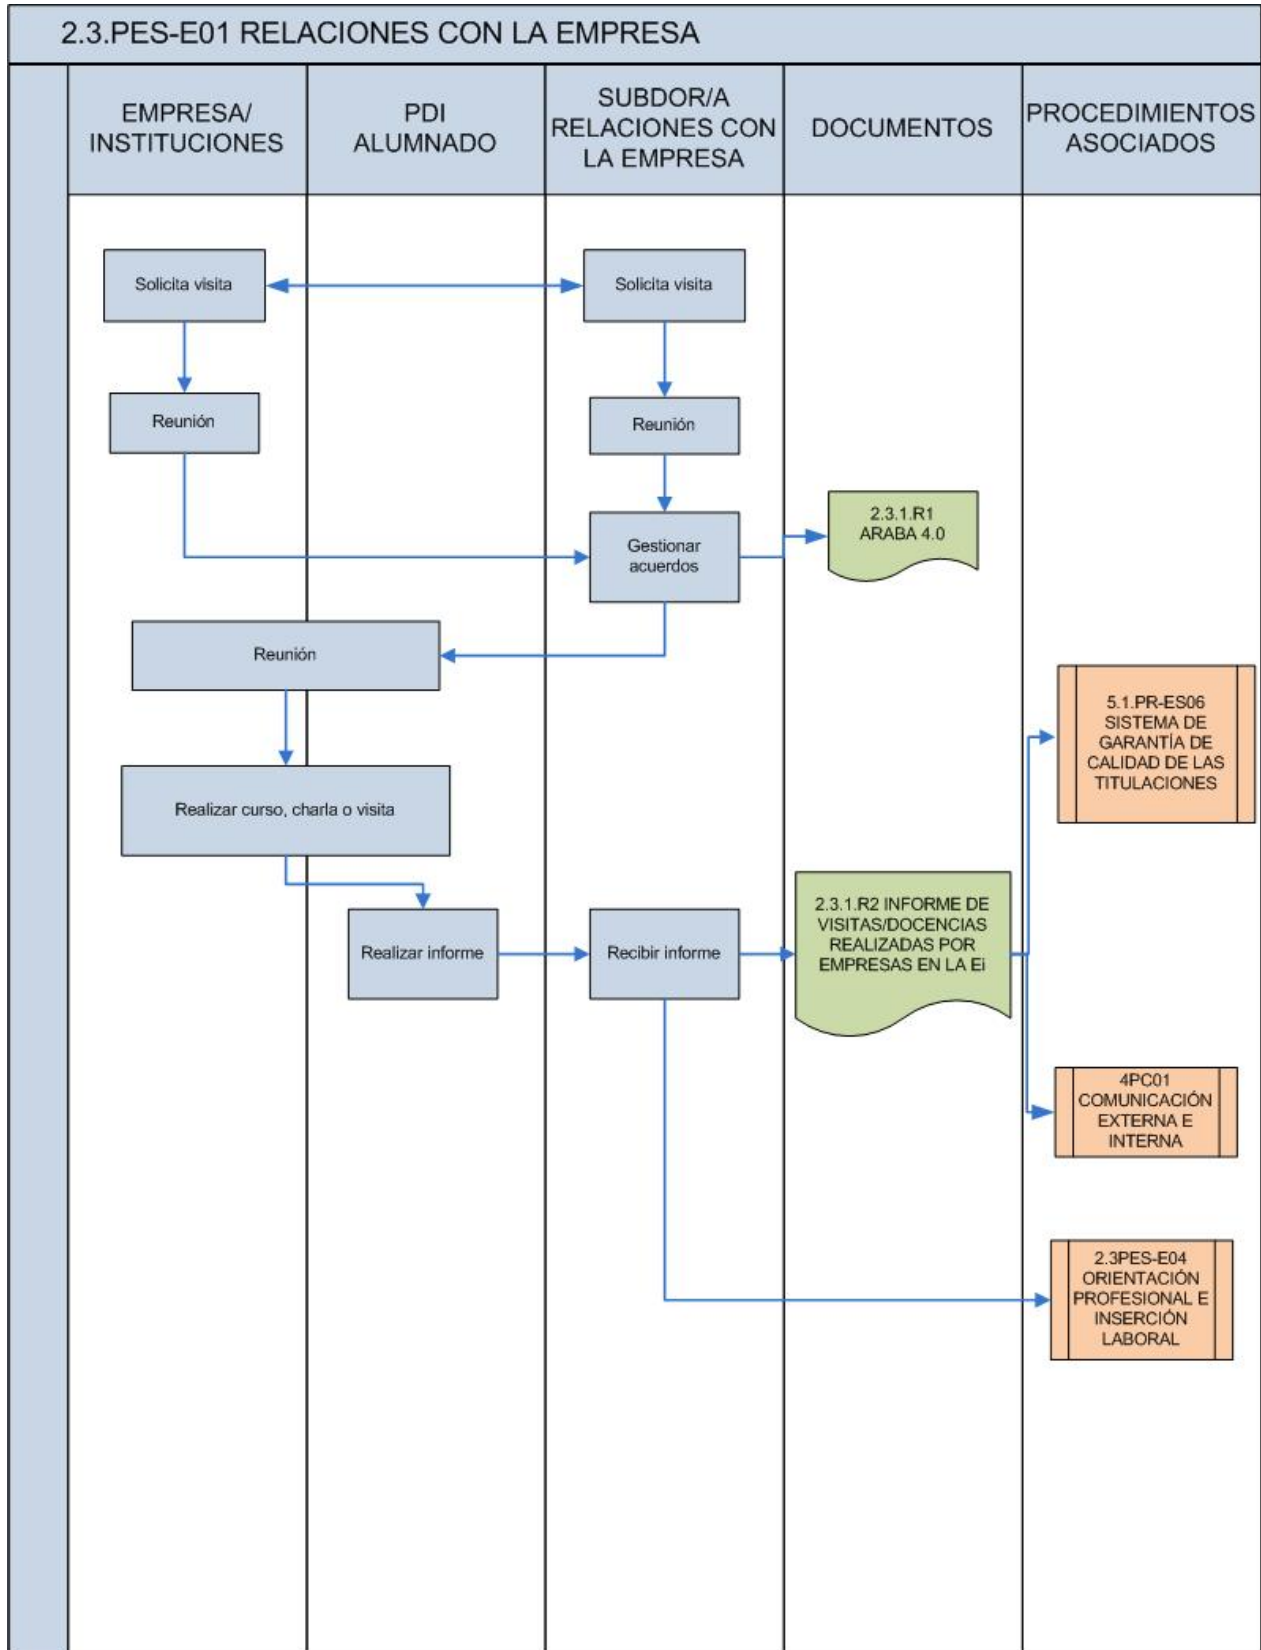 2.3.PES-E01 RELACIONES CON LA EMPRESA
EMPRESA/
INSTITUCIONES
PDI
ALUMNADO
SUBDOR/A
RELACIONES CON
LA EMPRESA
DOCUMENTOS
PROCEDIMIENTOS
ASOCIADOS
Solicita visita
Solicita visita
Reunión
Reunión
Gestionar
acuerdos
2.3.1.R1
ARABA 4.0
Reunión
5.1.PR-ES06
SISTEMA DE
GARANTÍA DE
CALIDAD DE LAS
TITULACIONES
Realizar curso, charla o visita
Realizar informe
Recibir informe
2.3.1.R2 INFORME DE
VISITAS/DOCENCIAS
REALIZADAS POR
EMPRESAS EN LA Ei
4PC01
COMUNICACIÓN
EXTERNA E
INTERNA
2.3PES-E04
ORIENTACIÓN
PROFESIONAL E
INSERCIÓN
LABORAL